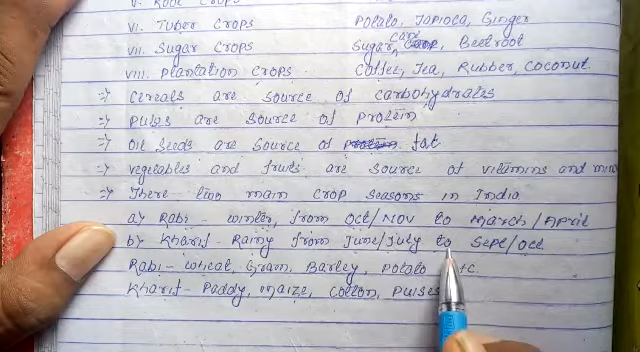 V. Root Crops
VI. Tuber Crops Potato, Tapioca, Ginger
VII. Sugar Crops Sugar cane, Beetroot
VIII. Plantation Crops Coffee, Tea, Rubber, Coconut.
=> Cereals are source of carbohydrates
=> Pulses are source of protein
=> Oil Seeds are source of fat
=> Vegetables and fruits are source of vitamins and min
=> There two main crop seasons in India
a) Rabi - winter, from Oct/Nov to March/April
b) Kharif - Rainy from June/July to Sept/Oct
Rabi - Wheat, Gram, Barley, Potato etc.
Kharif - Paddy, maize, Cotton, Pulses